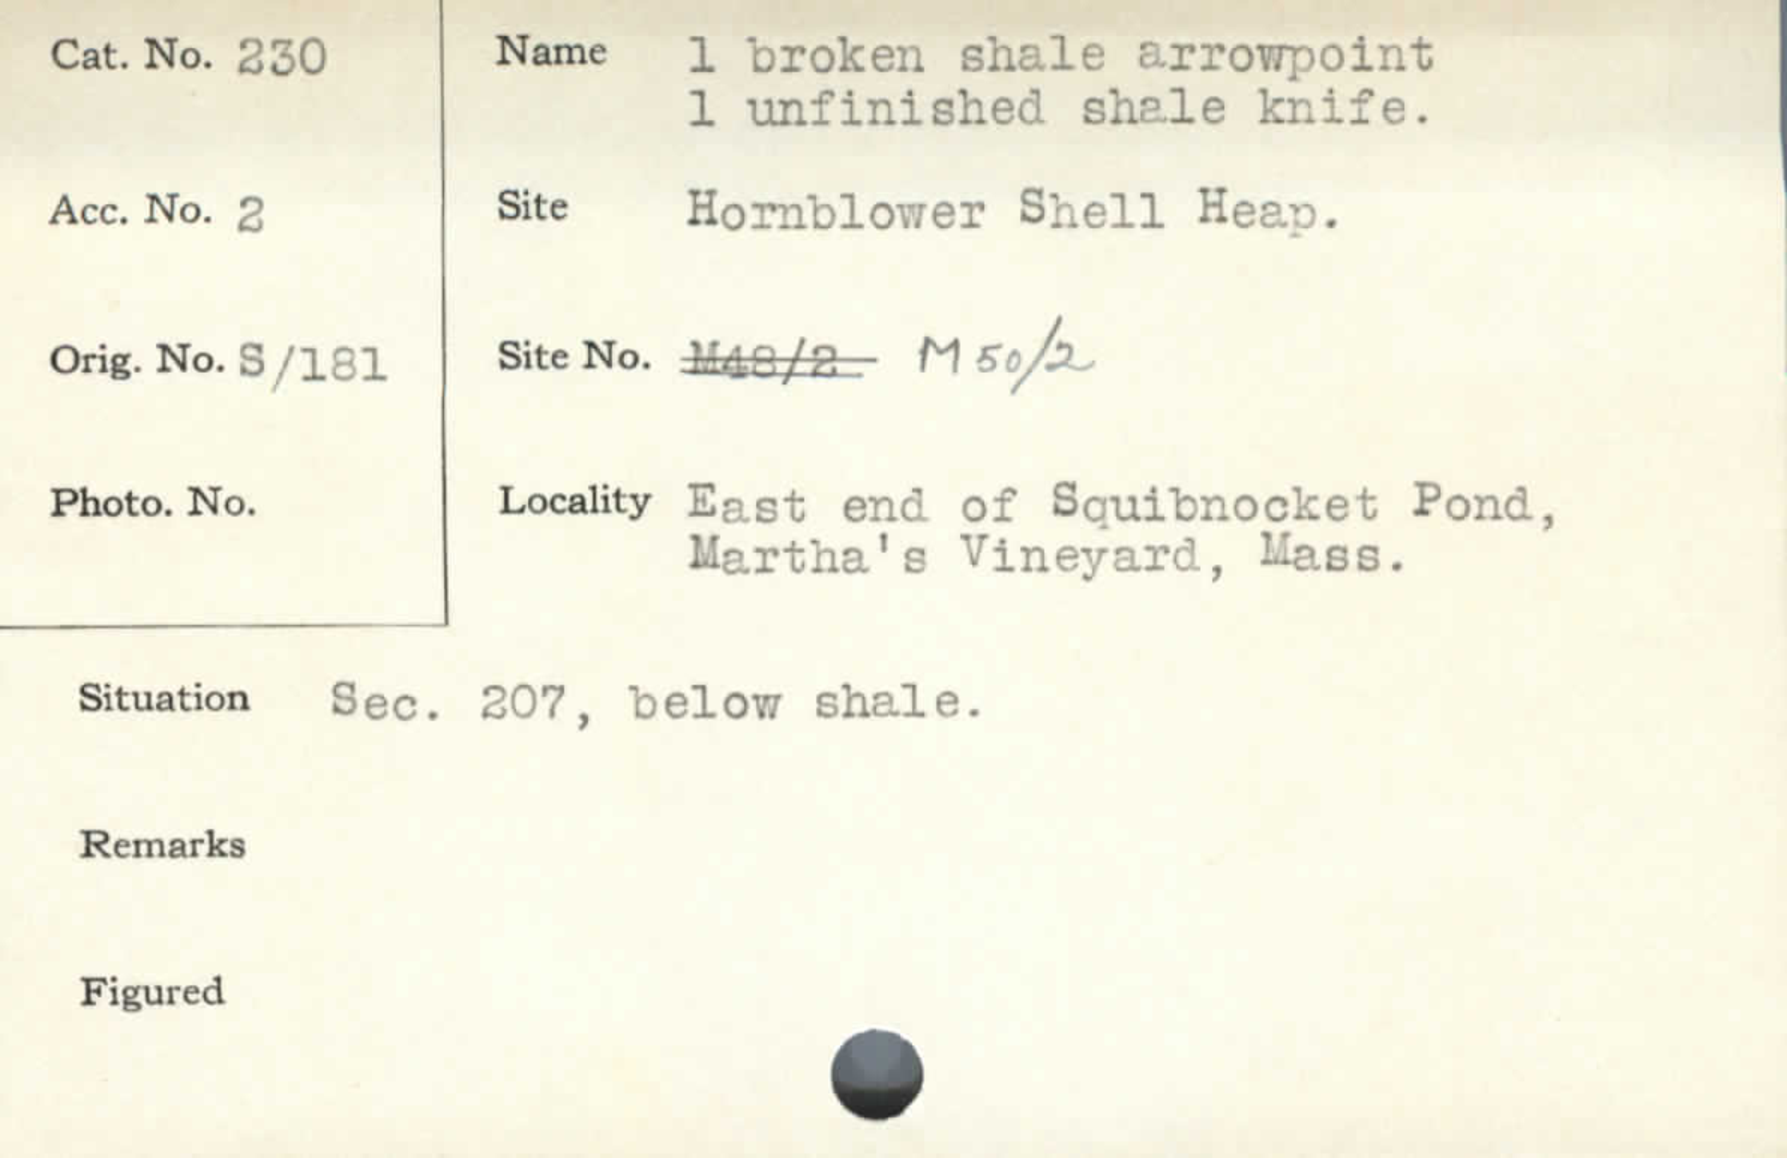 Cat. No. 230
Acc. No. 2
Orig. No. S/181
Photo. No.
Name 1 broken shale arrowpoint
1 unfinished shale knife.
Site Hornblower Shell Heap.
Site No. M48/2 M50/2
Locality East end of Squibnocket Pond,
Martha's Vineyard, Mass.
Situation Sec. 207, below shale.
Remarks
Figured